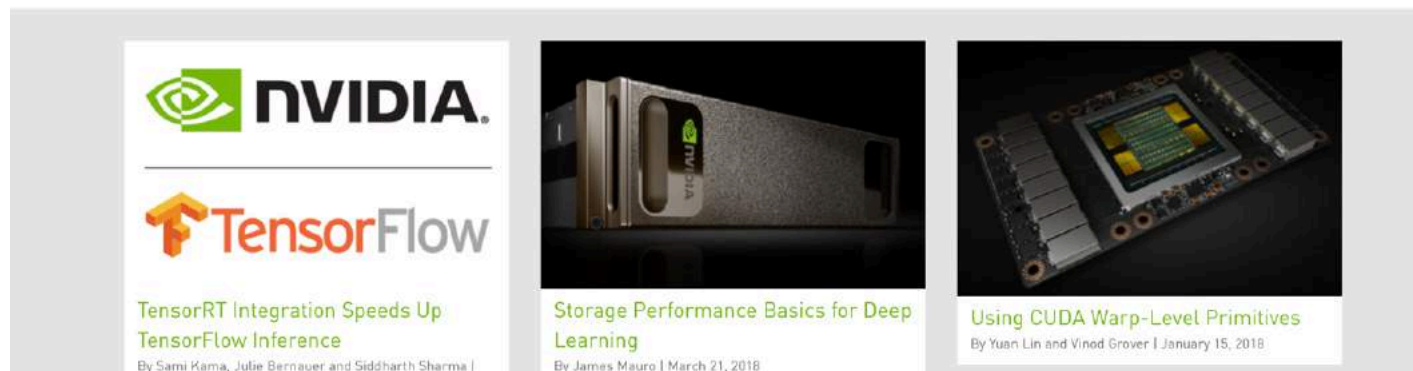 NVIDIA.
TensorFlow
TensorRT Integration Speeds Up
TensorFlow Inference
By Sami Kama, Julie Bernauer and Siddharth Sharma |
NVIDIA
Storage Performance Basics for Deep
Learning
By James Mauro | March 21, 2018
Using CUDA Warp-Level Primitives
By Yuan Lin and Vinod Grover | January 15, 2018